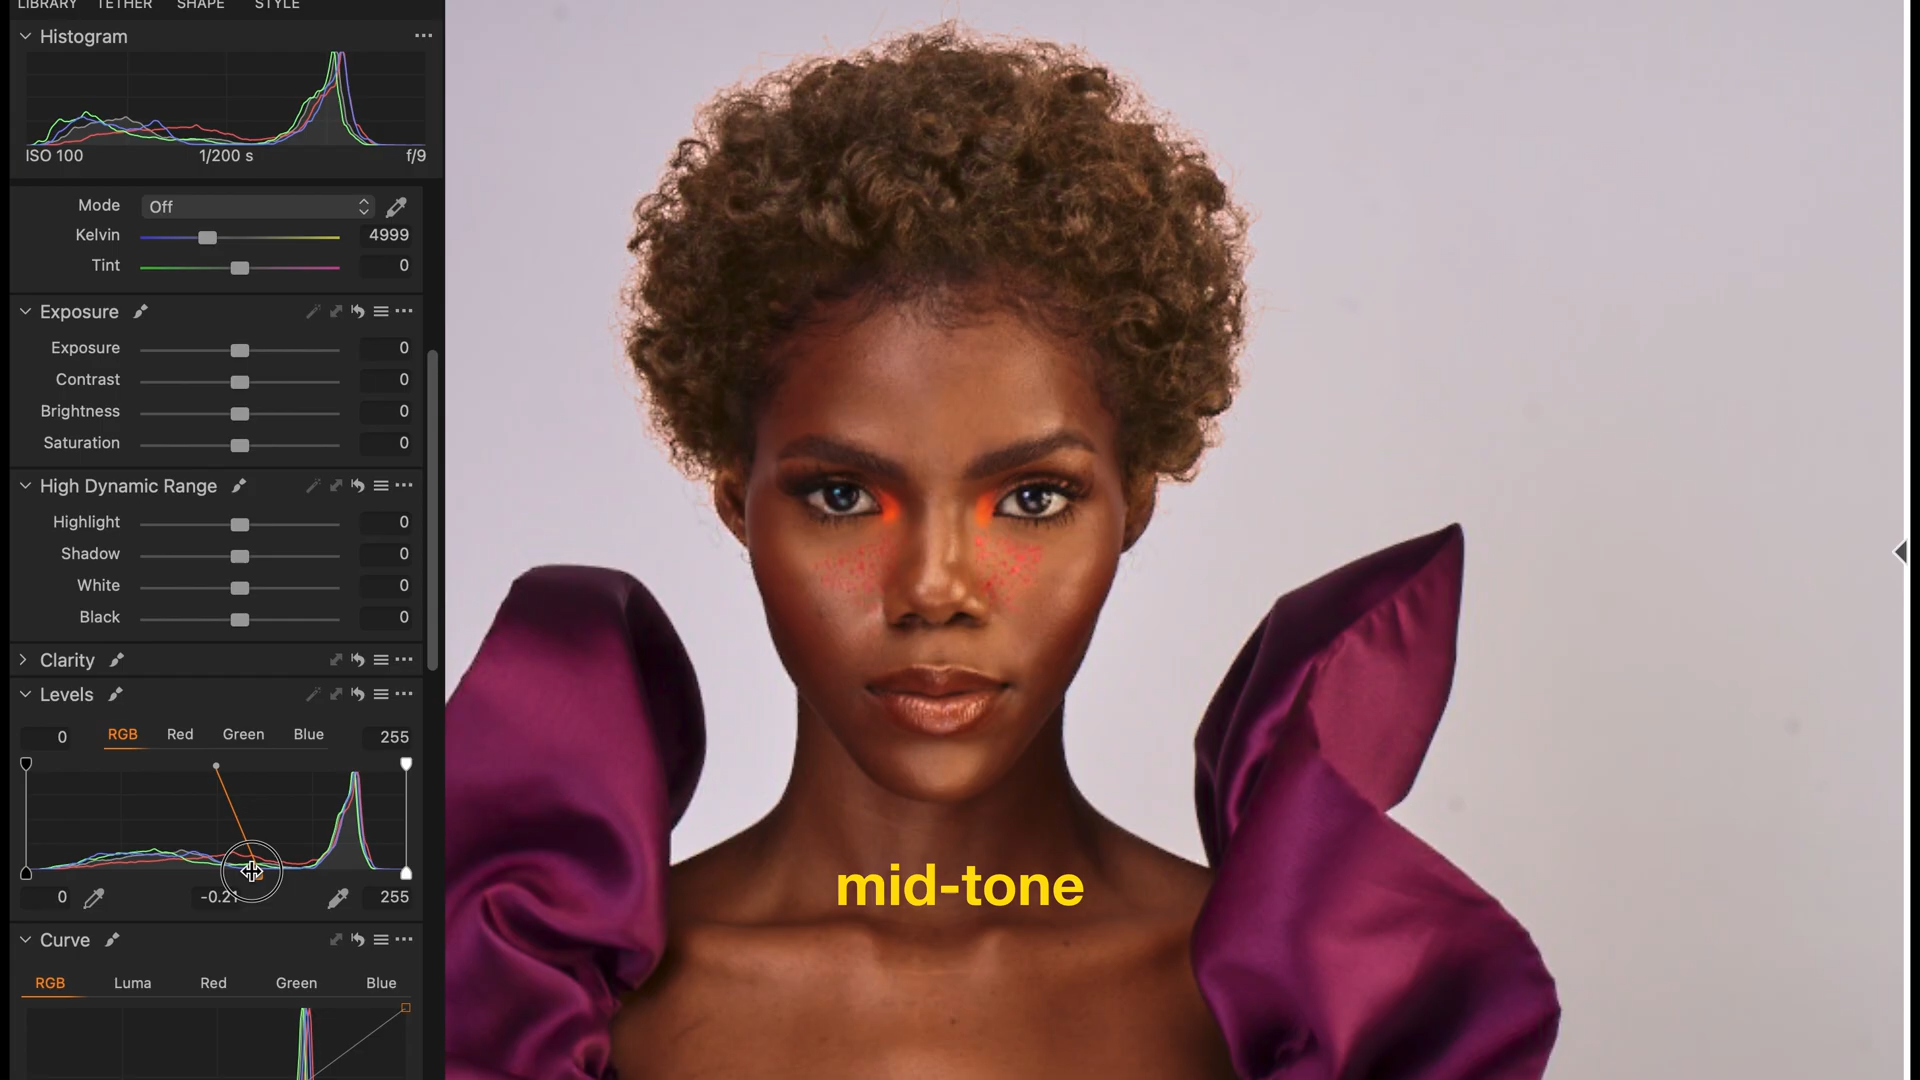 LIBRARY TETHER SHAPE STYLE
Histogram
ISO 100 1/200 s f/9
Mode Off
Kelvin 4999
Tint 0
Exposure
Exposure 0
Contrast 0
Brightness 0
Saturation 0
High Dynamic Range
Highlight 0
Shadow 0
White 0
Black 0
Clarity
Levels
0 RGB Red Green Blue 255
0 -0.21 255
mid-tone
Curve
RGB Luma Red Green Blue